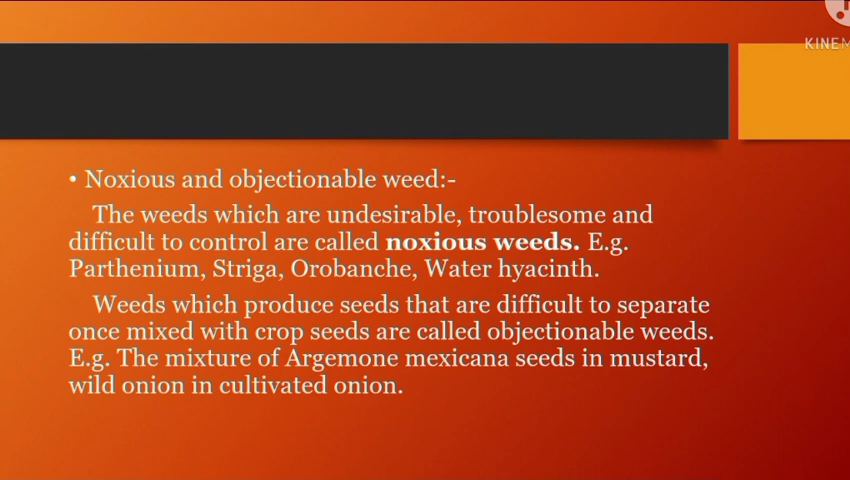 KINEM
• Noxious and objectionable weed:-
The weeds which are undesirable, troublesome and
difficult to control are called noxious weeds. E.g.
Parthenium, Striga, Orobanche, Water hyacinth.
Weeds which produce seeds that are difficult to separate
once mixed with crop seeds are called objectionable weeds.
E.g. The mixture of Argemone mexicana seeds in mustard,
wild onion in cultivated onion.